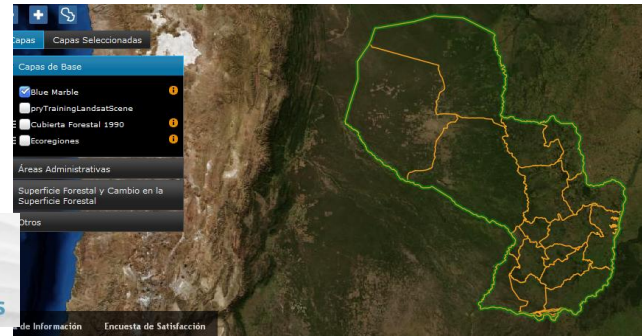 Capas Capas Seleccionadas
Capas de Base
Blue Marble
pryTrainingLandsatScene
Cubierta Forestal 1990
Ecoregiones
Áreas Administrativas
Superficie Forestal y Cambio en la
Superficie Forestal
Otros
de Información Encuesta de Satisfacción